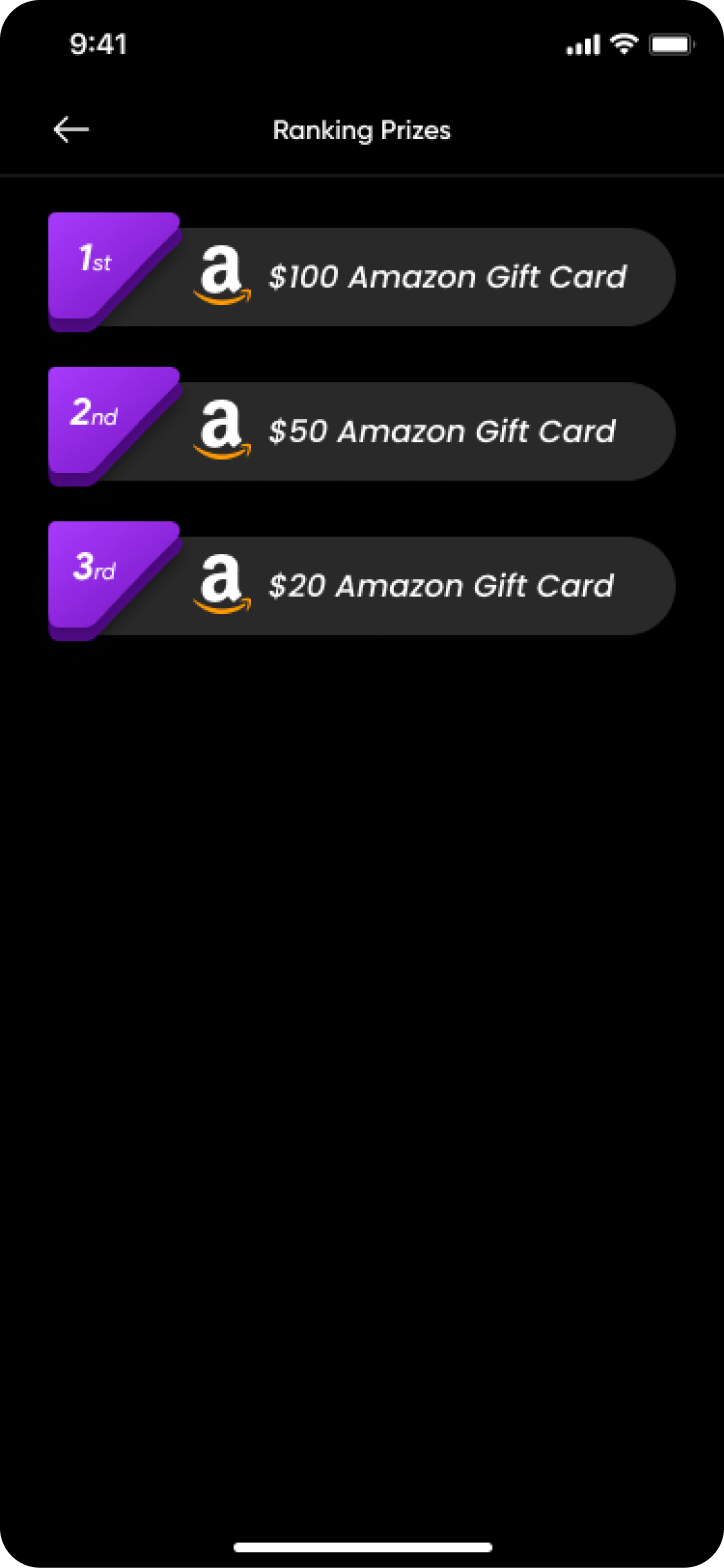 9:41
Ranking Prizes
1st
a $100 Amazon Gift Card
2nd
a $50 Amazon Gift Card
3rd
a $20 Amazon Gift Card